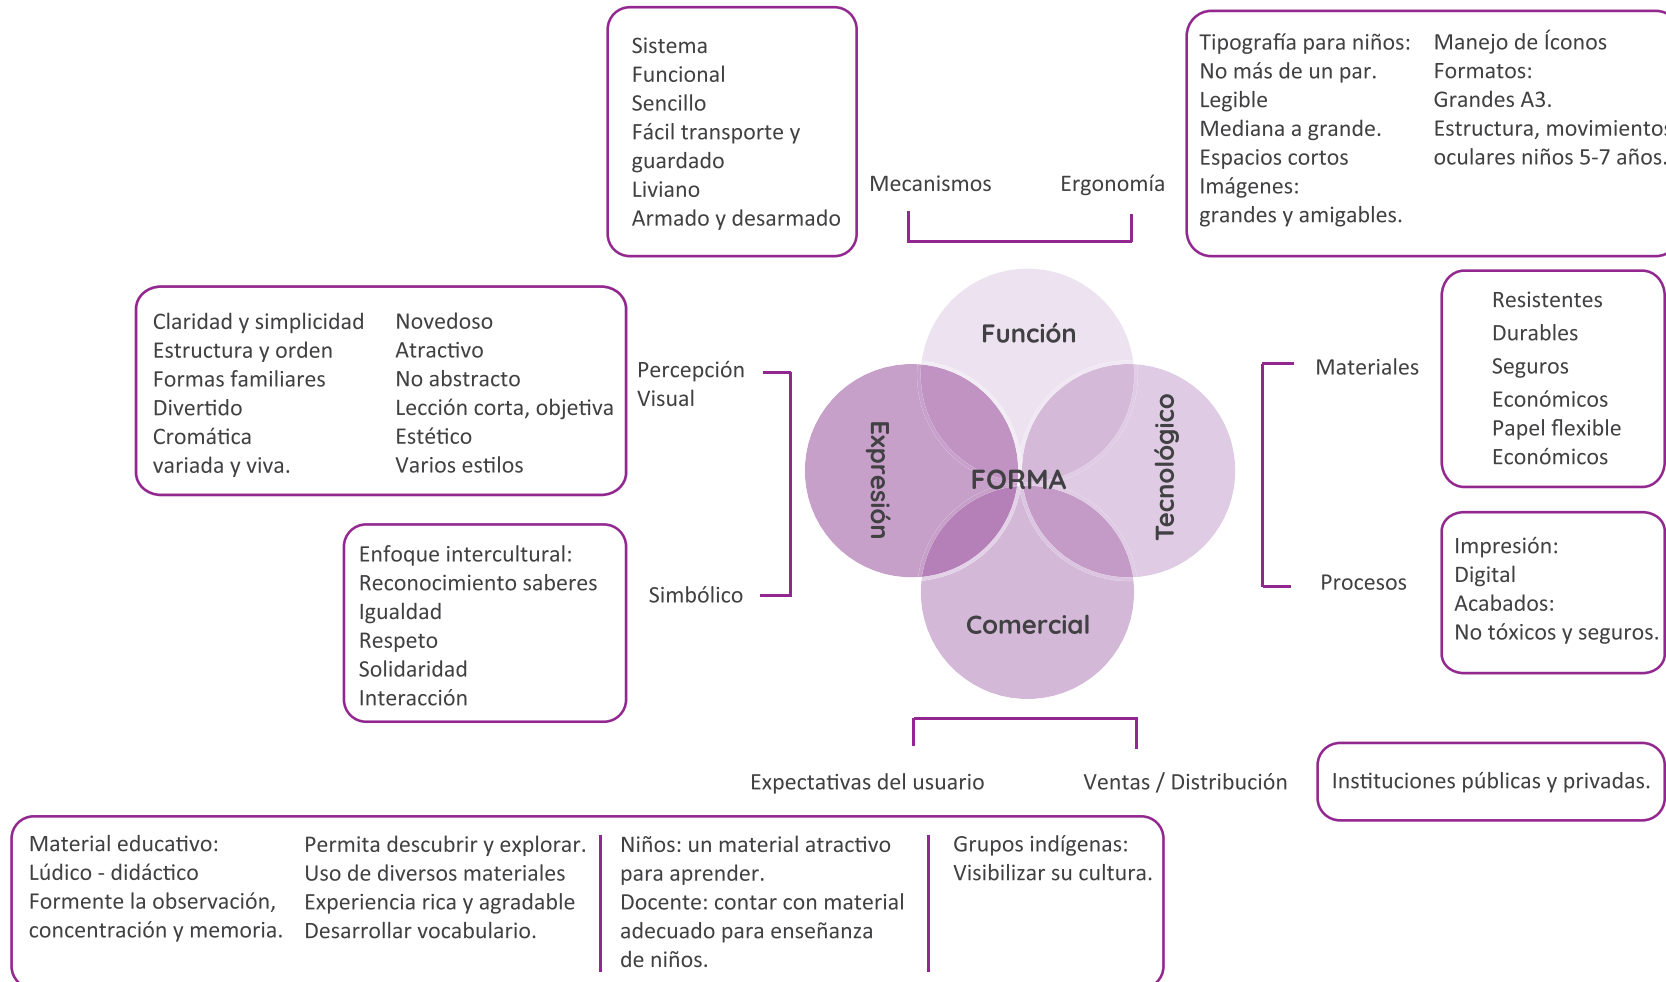 Sistema
Funcional
Sencillo
Fácil transporte y
guardado
Liviano
Armado y desarmado
Mecanismos
Ergonomía
Tipografía para niños:
No más de un par.
Legible
Mediana a grande.
Espacios cortos
Imágenes:
grandes y amigables.
Manejo de Íconos
Formatos:
Grandes A3.
Estructura, movimientos
oculares niños 5-7 años.
Claridad y simplicidad
Estructura y orden
Formas familiares
Divertido
Cromática
variada y viva.
Novedoso
Atractivo
No abstracto
Lección corta, objetiva
Estético
Varios estilos
Percepción
Visual
Enfoque intercultural:
Reconocimiento saberes
Igualdad
Respeto
Solidaridad
Interacción
Simbólico
Función
Expresión
FORMA
Tecnológico
Comercial
Materiales
Resistentes
Durables
Seguros
Económicos
Papel flexible
Económicos
Procesos
Impresión:
Digital
Acabados:
No tóxicos y seguros.
Expectativas del usuario
Ventas / Distribución
Instituciones públicas y privadas.
Material educativo:
Lúdico - didáctico
Formente la observación,
concentración y memoria.
Permita descubrir y explorar.
Uso de diversos materiales
Experiencia rica y agradable
Desarrollar vocabulario.
Niños: un material atractivo
para aprender.
Docente: contar con material
adecuado para enseñanza
de niños.
Grupos indígenas:
Visibilizar su cultura.